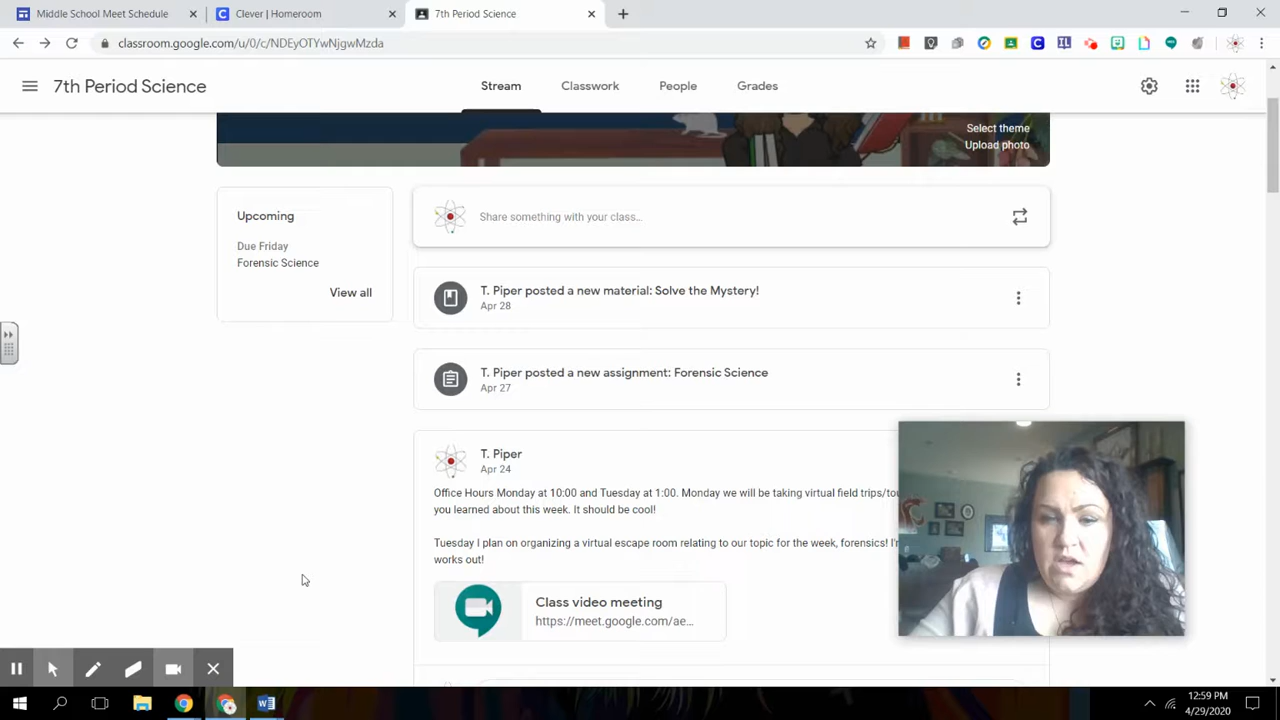 Middle School Meet Schedule
Clever | Homeroom
7th Period Science
classroom.google.com/u/0/c/NDEyOTYwNjgwMzda
7th Period Science
Stream
Classwork
People
Grades
Select theme
Upload photo
Upcoming
Due Friday
Forensic Science
View all
Share something with your class...
T. Piper posted a new material: Solve the Mystery!
Apr 28
T. Piper posted a new assignment: Forensic Science
Apr 27
T. Piper
Apr 24
Office Hours Monday at 10:00 and Tuesday at 1:00. Monday we will be taking virtual field trips/tou
you learned about this week. It should be cool!
Tuesday I plan on organizing a virtual escape room relating to our topic for the week, forensics! I'
works out!
Class video meeting
https://meet.google.com/ae...
12:59 PM
4/29/2020